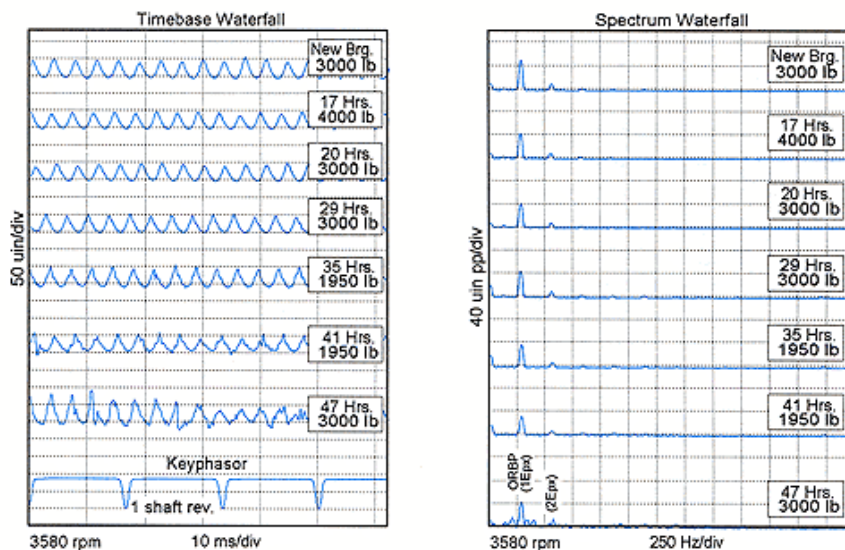 Timebase Waterfall
50 uin/div
New Brg.
3000 lb
17 Hrs.
4000 lb
20 Hrs.
3000 lb
29 Hrs.
3000 lb
35 Hrs.
1950 lb
41 Hrs.
1950 lb
47 Hrs.
3000 lb
Keyphasor
1 shaft rev.
3580 rpm
10 ms/div
Spectrum Waterfall
40 uin pp/div
New Brg.
3000 lb
17 Hrs.
4000 lb
20 Hrs.
3000 lb
29 Hrs.
3000 lb
35 Hrs.
1950 lb
41 Hrs.
1950 lb
ORBP
(1Epx)
(2Epx)
47 Hrs.
3000 lb
3580 rpm
250 Hz/div